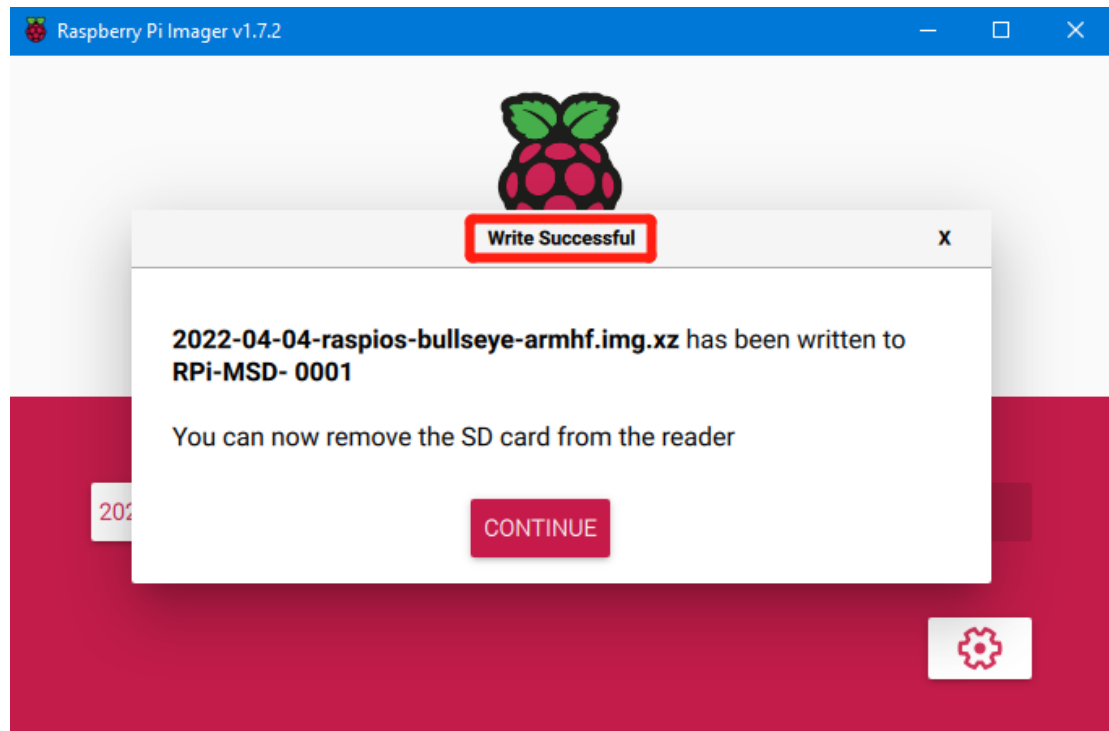 Raspberry Pi Imager v1.7.2
Write Successful
X
2022-04-04-raspios-bullseye-armhf.img.xz has been written to
RPi-MSD- 0001
You can now remove the SD card from the reader
202
CONTINUE